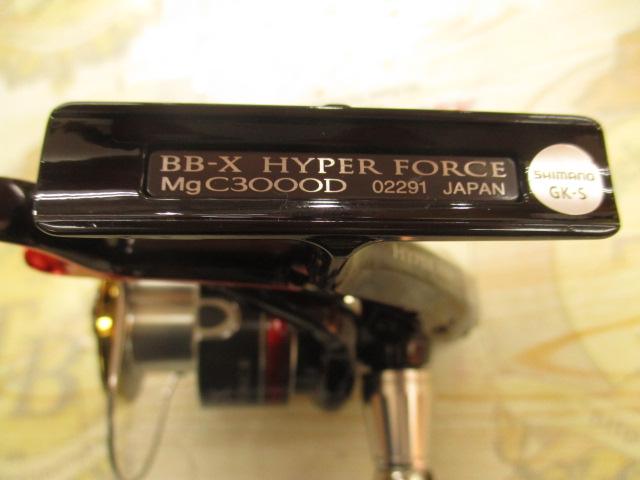 BB-X HYPER FORCE
MgC3000D 02291 JAPAN
SHIMANO
GK-S